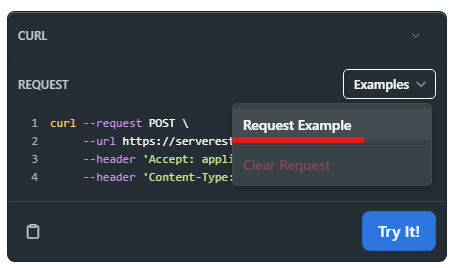 CURL
REQUEST
Examples
1 curl --request POST \
2 --url https://serverest
3 --header 'Accept: appli
4 --header 'Content-Type:
Request Example
Clear Request
Try It!